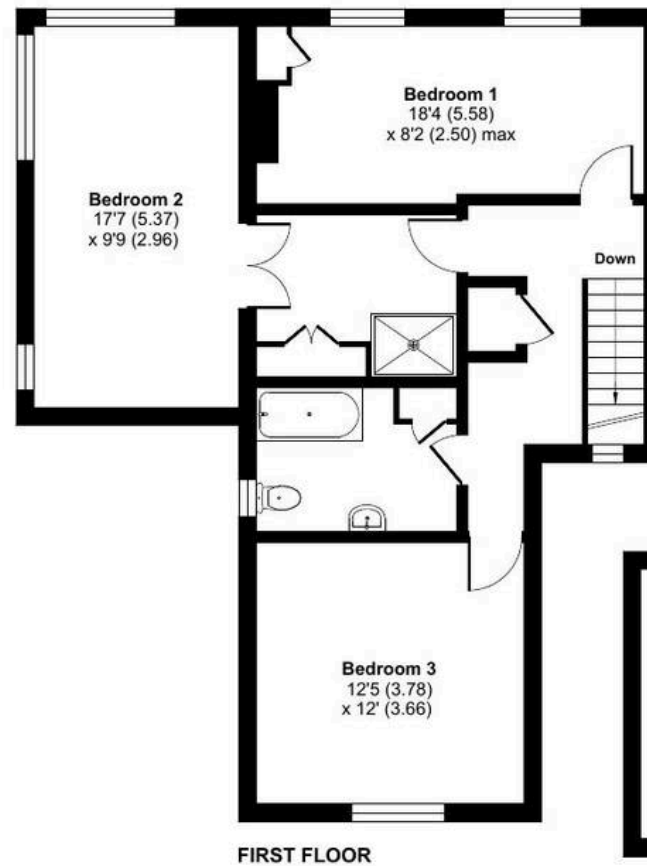 Bedroom 1
18'4 (5.58)
x 8'2 (2.50) max
Bedroom 2
17'7 (5.37)
x 9'9 (2.96)
Down
Bedroom 3
12'5 (3.78)
x 12' (3.66)
FIRST FLOOR